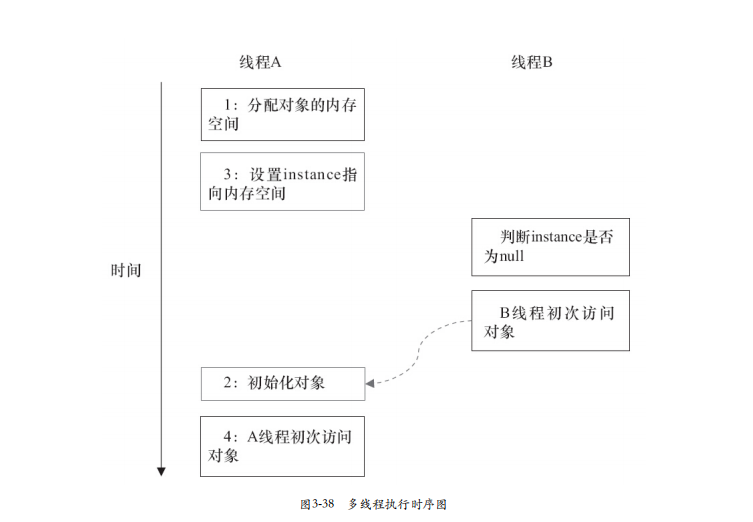 线程A
线程B
1：分配对象的内存
空间
3：设置instance指
向内存空间
判断instance是否
为null
时间
B线程初次访问
对象
2：初始化对象
4：A线程初次访问
对象
图3-38 多线程执行时序图